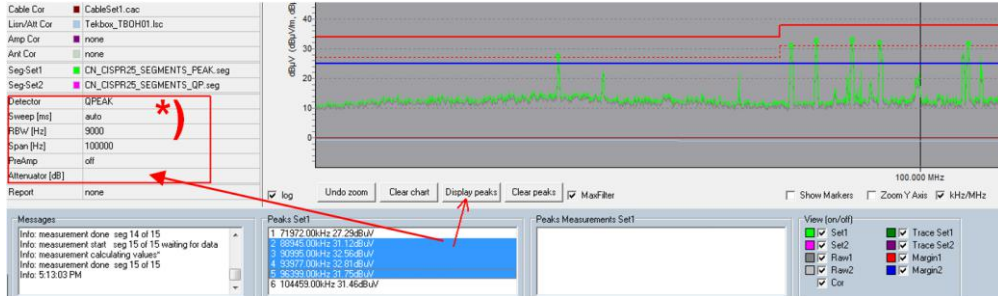 Cable Cor CableSet1.cac
Lisn/Att Cor Tekbox_TBOH01.lsc
Amp Cor none
Ant Cor none
Seg-Set1 CN_CISPR25_SEGMENTS_PEAK.seg
Seg-Set2 CN_CISPR25_SEGMENTS_QP.seg
Detector QPEAK
Sweep [ms] auto
RBW [Hz] 9000
Span [Hz] 100000
PreAmp off
Attenuator [dB]
Report none
*)
dBµV (dBµV/m, dBµ
40
30
20
10
0
100.000 MHz
log Undo zoom Clear chart Display peaks Clear peaks MaxFilter Show Markers Zoom Y Axis kHz/MHz
Messages
Info: measurement done seg 14 of 15
Info: measurement start seg 15 of 15 waiting for data
Info: measurement calculating values*
Info: measurement done seg 15 of 15
Info: 5:13:03 PM
Peaks Set1
1 71972.00kHz 27.29dBuV
2 88945.00kHz 31.12dBuV
3 90995.00kHz 32.56dBuV
4 93977.00kHz 32.81dBuV
5 96399.00kHz 31.75dBuV
6 104459.00kHz 31.46dBuV
Peaks Measurements Set1
View (on/off)
Set1 Trace Set1
Set2 Trace Set2
Raw1 Margin1
Raw2 Margin2
Cor